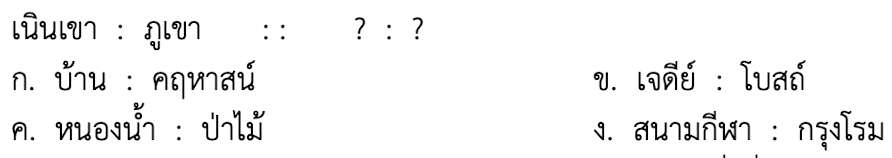 เนินเขา : ภูเขา :: ? : ?
ก. บ้าน : คฤหาสน์ ข. เจดีย์ : โบสถ์
ค. หนองน้ำ : ป่าไม้ ง. สนามกีฬา : กรุงโรม